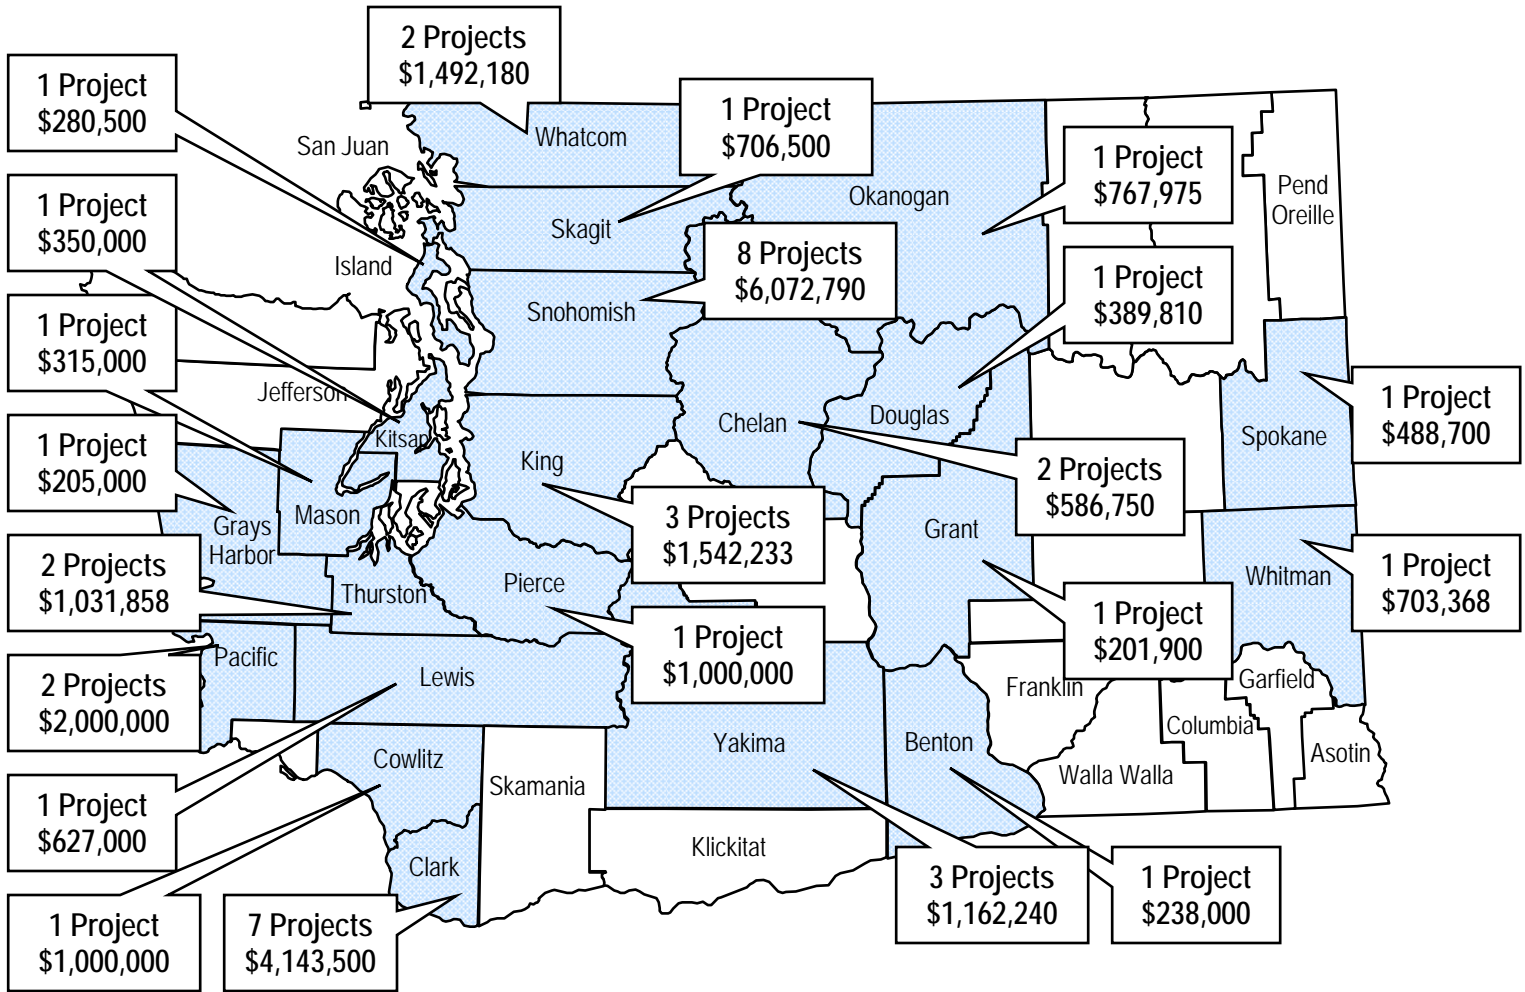 2 Projects
$1,492,180
1 Project
$280,500
1 Project
$706,500
San Juan
Whatcom
1 Project
$767,975
Okanogan
Pend
Oreille
1 Project
$350,000
Skagit
Island
8 Projects
$6,072,790
1 Project
$389,810
Snohomish
1 Project
$315,000
Jefferson
1 Project
$488,700
Chelan
Douglas
Spokane
Kitsap
1 Project
$205,000
King
2 Projects
$586,750
Mason
Grays
Harbor
3 Projects
$1,542,233
Grant
2 Projects
$1,031,858
Thurston
Pierce
Whitman
1 Project
$703,368
1 Project
$1,000,000
1 Project
$201,900
Pacific
2 Projects
$2,000,000
Lewis
Franklin
Garfield
Columbia
Asotin
Cowlitz
Yakima
Benton
Walla Walla
Skamania
1 Project
$627,000
Klickitat
Clark
3 Projects
$1,162,240
1 Project
$238,000
1 Project
$1,000,000
7 Projects
$4,143,500